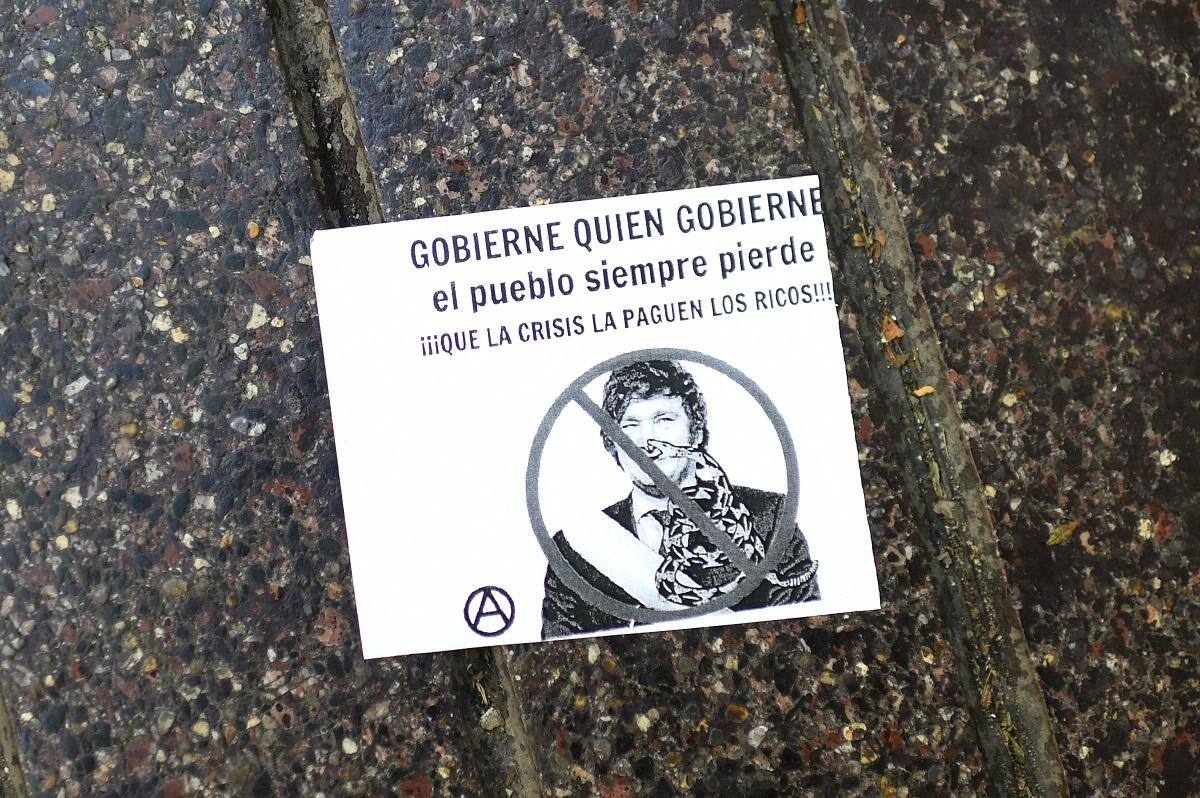 GOBIERNE QUIEN GOBIERNE
el pueblo siempre pierde
¡¡¡QUE LA CRISIS LA PAGUEN LOS RICOS!!!
A